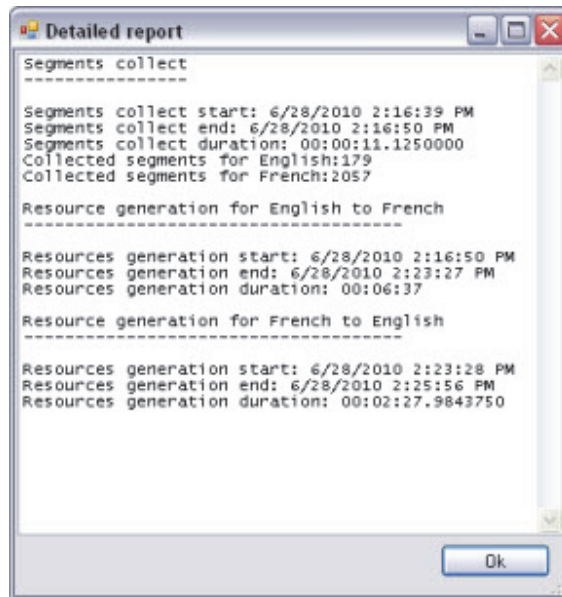 Detailed report
Segments collect
----------------
Segments collect start: 6/28/2010 2:16:39 PM
Segments collect end: 6/28/2010 2:16:50 PM
Segments collect duration: 00:00:11.1250000
Collected segments for English:179
Collected segments for French:2057
Resource generation for English to French
---------------------------------------
Resources generation start: 6/28/2010 2:16:50 PM
Resources generation end: 6/28/2010 2:23:27 PM
Resources generation duration: 00:06:37
Resource generation for French to English
---------------------------------------
Resources generation start: 6/28/2010 2:23:28 PM
Resources generation end: 6/28/2010 2:25:56 PM
Resources generation duration: 00:02:27.9843750
Ok